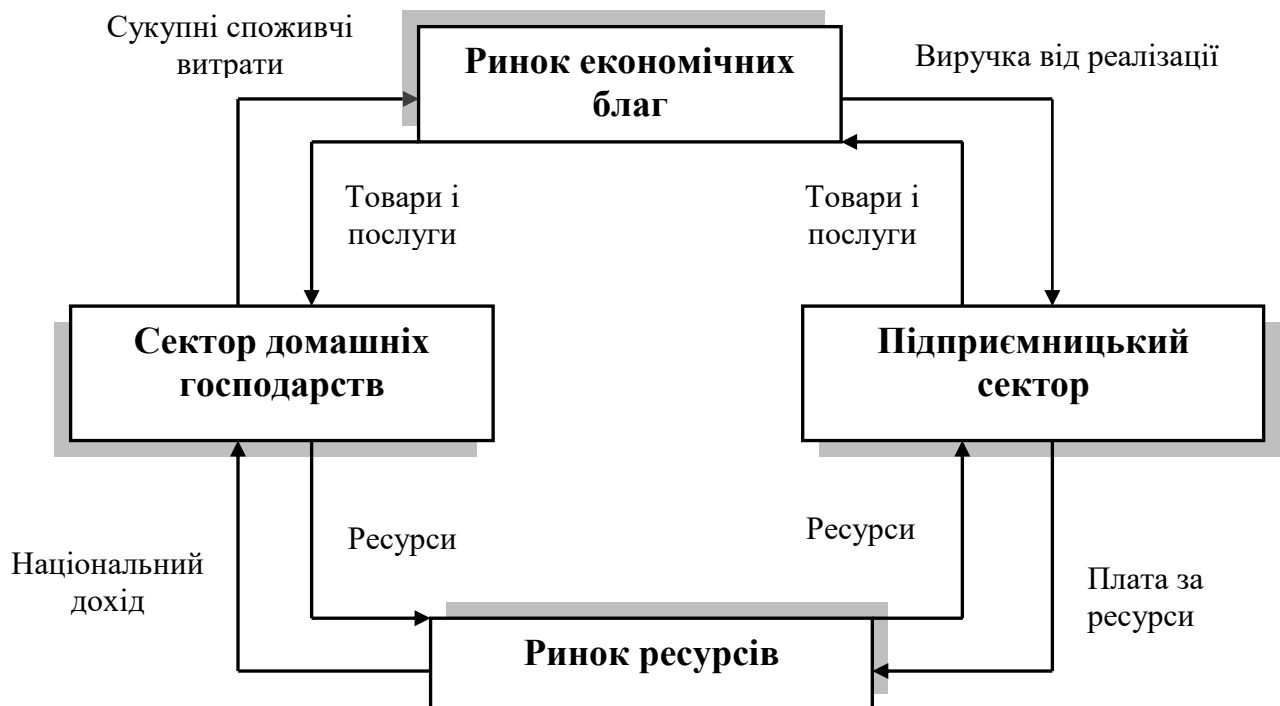 Сукупні споживчі
витрати
Ринок економічних
благ
Виручка від реалізації
Товари і
послуги
Товари і
послуги
Сектор домашніх
господарств
Підприємницький
сектор
Національний
дохід
Ресурси
Ресурси
Плата за
ресурси
Ринок ресурсів